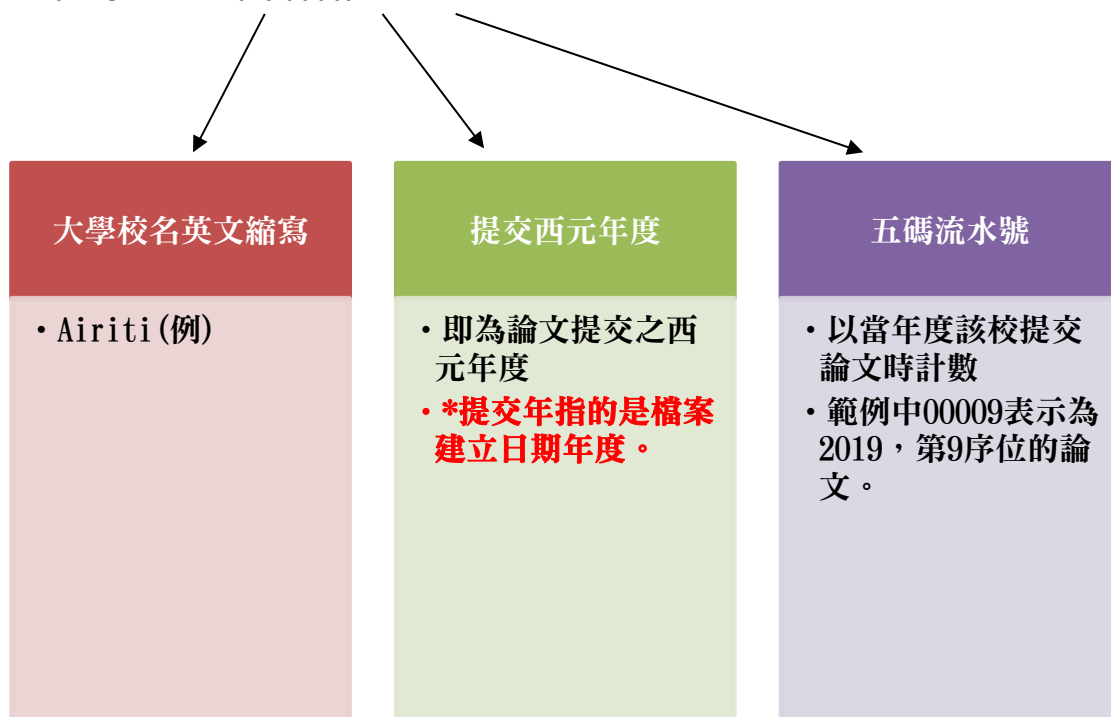 大學校名英文縮寫
・Airiti(例)
提交西元年度
・即為論文提交之西
元年度
・*提交年指的是檔案
建立日期年度。
五碼流水號
・以當年度該校提交
論文時計數
・範例中00009表示為
2019，第9序位的論
文。